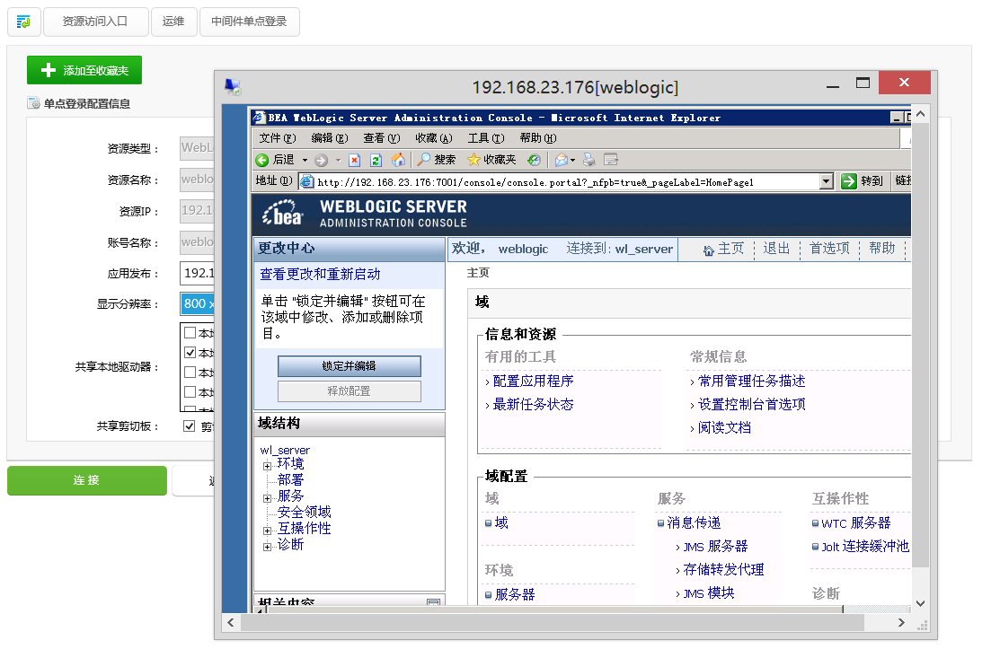 资源访问入口
运维
中间件单点登录
添加至收藏夹
单点登录配置信息
资源类型：
WebL
资源名称：
weblo
资源IP：
192.1
账号名称：
weblo
应用发布：
192.1
显示分辨率：
800 x
共享本地驱动器：
本地
本地
本地
本地
共享剪切板：
剪
连 接
192.168.23.176[weblogic]
BEA WebLogic Server Administration Console - Microsoft Internet Explorer
文件(F) 编辑(E) 查看(V) 收藏(A) 工具(T) 帮助(H)
后退 搜索 收藏夹
地址(D) http://192.168.23.176:7001/console/console.portal?_nfpb=true&_pageLabel=HomePage1 转到 链接
bea
WEBLOGIC SERVER
ADMINISTRATION CONSOLE
更改中心
查看更改和重新启动
单击 "锁定并编辑" 按钮可在
该域中修改、添加或删除项
目。
锁定并编辑
释放配置
域结构
wl_server
环境
部署
服务
安全领域
互操作性
诊断
相关内容
欢迎， weblogic 连接到: wl_server
主页 退出 首选项 帮助
主页
域
信息和资源
有用的工具
›配置应用程序
›最新任务状态
常规信息
›常用管理任务描述
›设置控制台首选项
›阅读文档
域配置
域
域
环境
服务器
服务
消息传递
›JMS 服务器
›存储转发代理
›JMS 模块
互操作性
WTC 服务器
Jolt 连接缓冲池
诊断